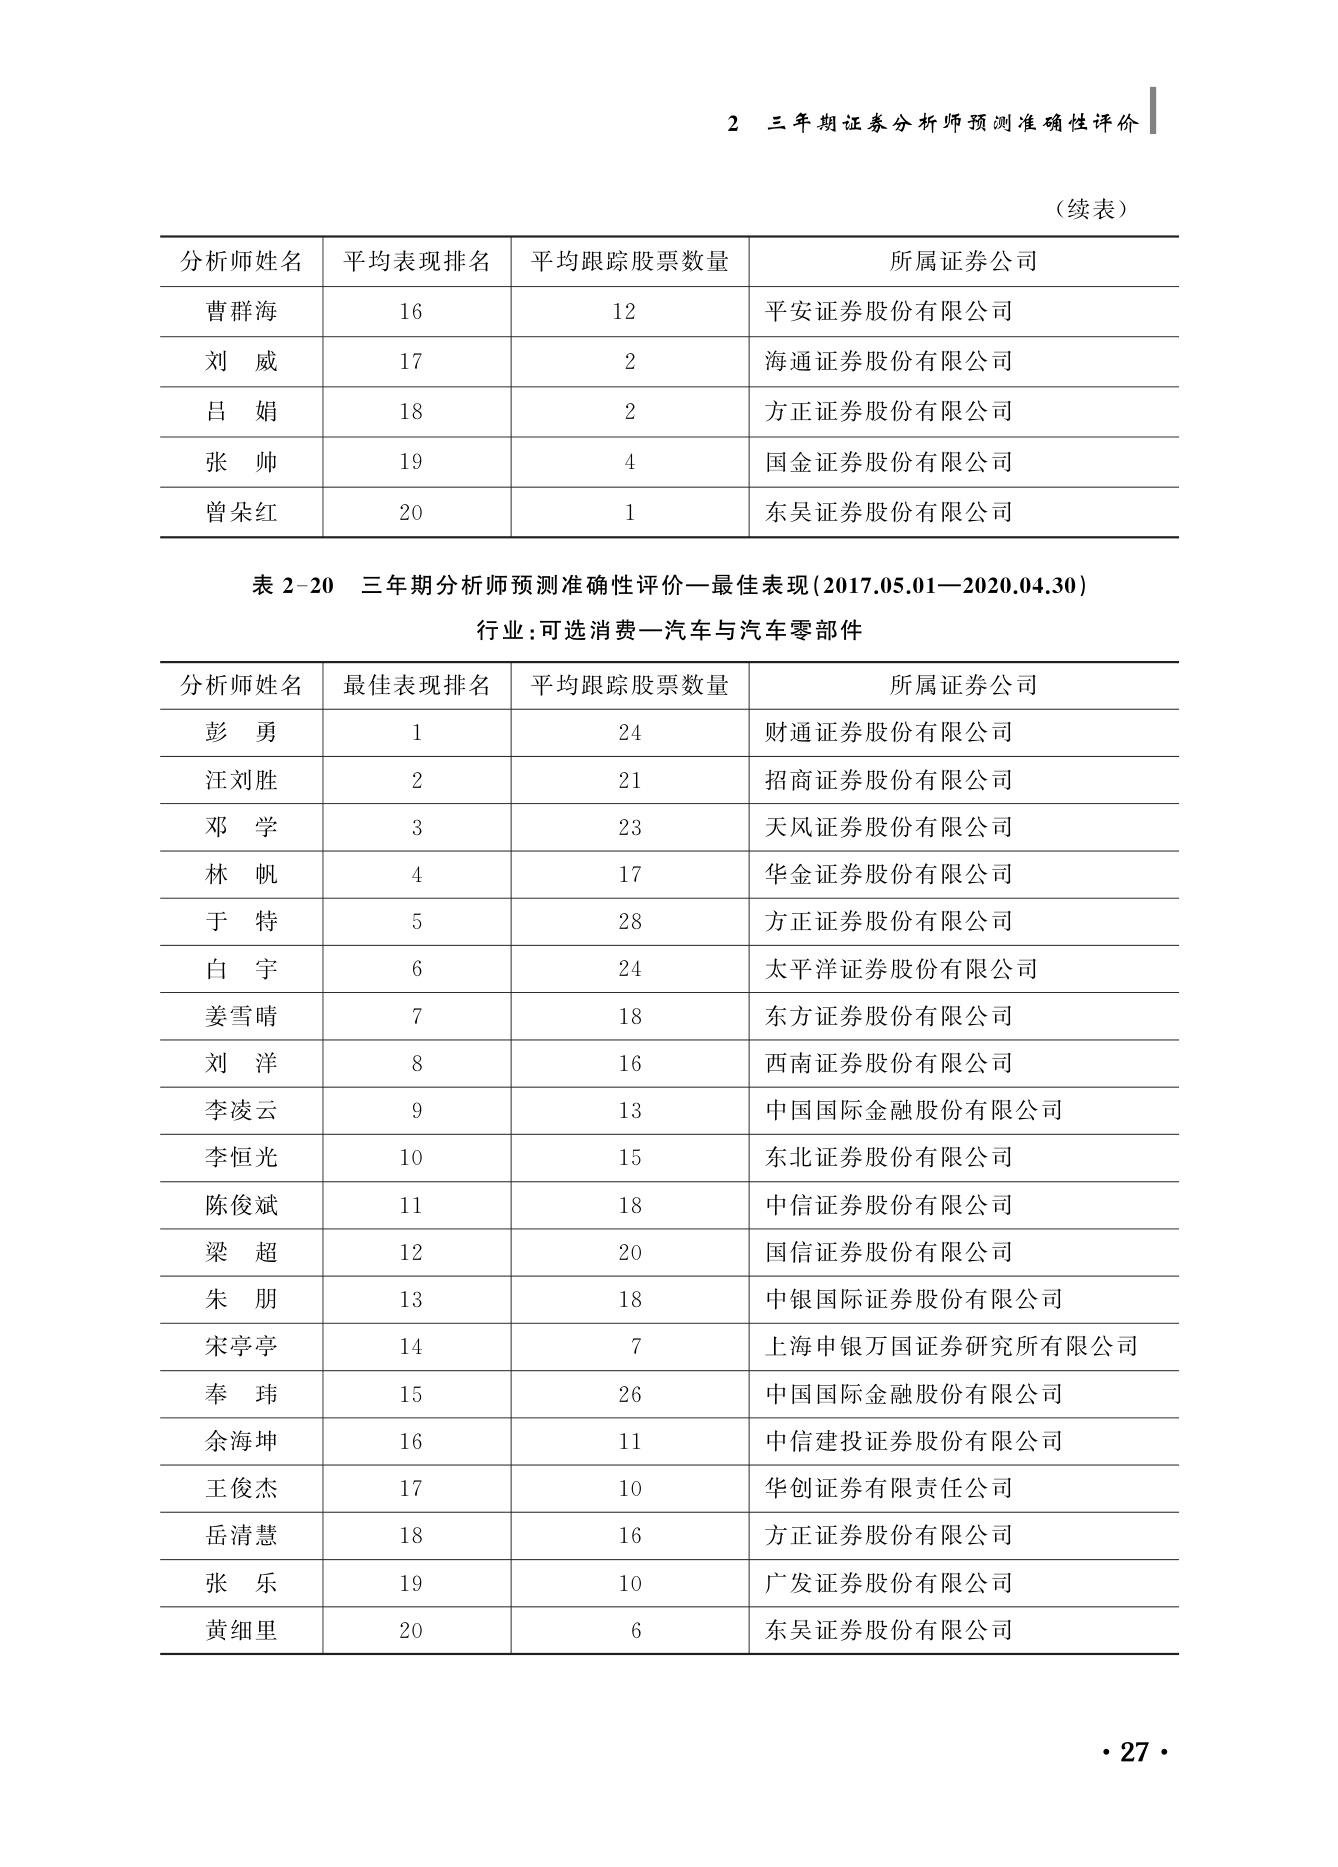 2 三年期证券分析师预测准确性评价
（续表）
分析师姓名 平均表现排名 平均跟踪股票数量 所属证券公司
曹群海 16 12 平安证券股份有限公司
刘 威 17 2 海通证券股份有限公司
吕 娟 18 2 方正证券股份有限公司
张 帅 19 4 国金证券股份有限公司
曾朵红 20 1 东吴证券股份有限公司
表 2-20 三年期分析师预测准确性评价—最佳表现(2017.05.01—2020.04.30)
行业:可选消费—汽车与汽车零部件
分析师姓名 最佳表现排名 平均跟踪股票数量 所属证券公司
彭 勇 1 24 财通证券股份有限公司
汪刘胜 2 21 招商证券股份有限公司
邓 学 3 23 天风证券股份有限公司
林 帆 4 17 华金证券股份有限公司
于 特 5 28 方正证券股份有限公司
白 宇 6 24 太平洋证券股份有限公司
姜雪晴 7 18 东方证券股份有限公司
刘 洋 8 16 西南证券股份有限公司
李凌云 9 13 中国国际金融股份有限公司
李恒光 10 15 东北证券股份有限公司
陈俊斌 11 18 中信证券股份有限公司
梁 超 12 20 国信证券股份有限公司
朱 朋 13 18 中银国际证券股份有限公司
宋亭亭 14 7 上海申银万国证券研究所有限公司
奉 玮 15 26 中国国际金融股份有限公司
余海坤 16 11 中信建投证券股份有限公司
王俊杰 17 10 华创证券有限责任公司
岳清慧 18 16 方正证券股份有限公司
张 乐 19 10 广发证券股份有限公司
黄细里 20 6 东吴证券股份有限公司
· 27 ·